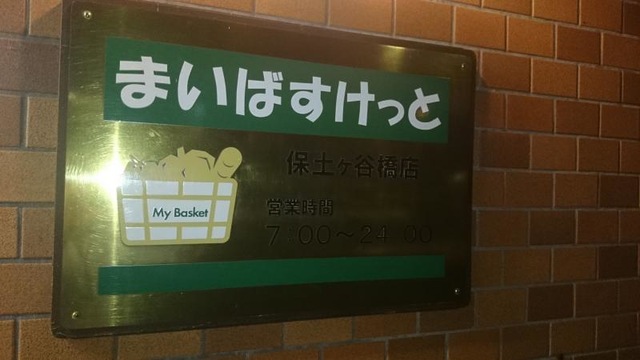 まいばすけっと
保土ヶ谷橋店
My Basket
営業時間
7:00～24:00